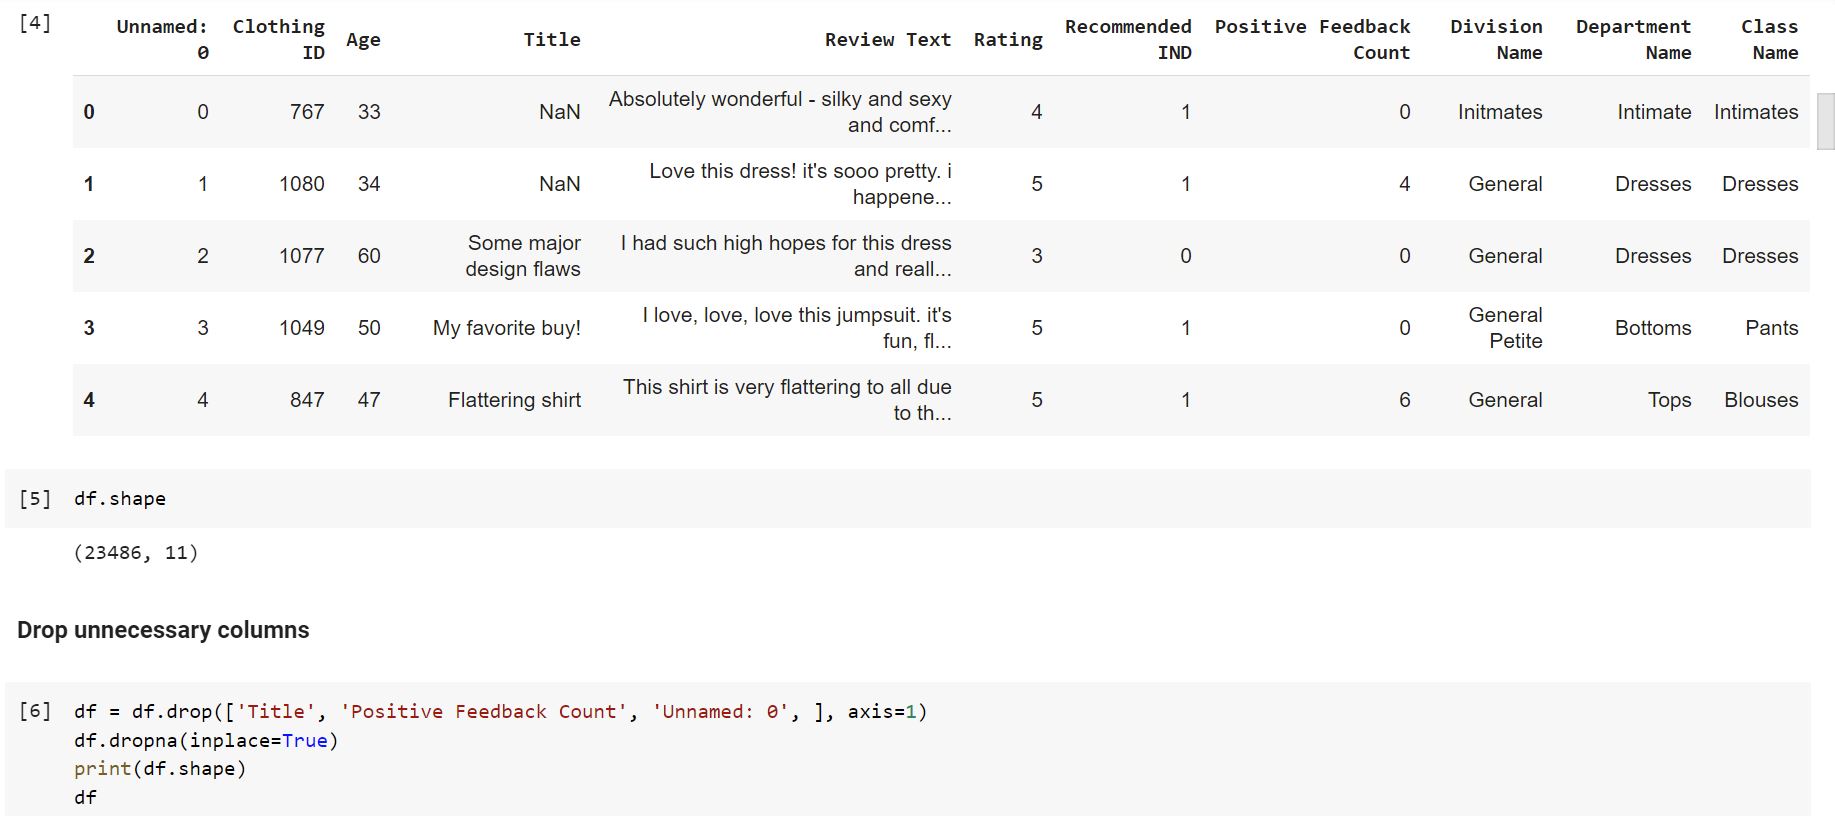 [4] Unnamed: 0 Clothing ID Age Title Review Text Rating Recommended IND Positive Feedback Count Division Name Department Name Class Name
0 0 767 33 NaN Absolutely wonderful - silky and sexy and comf... 4 1 0 Initmates Intimate Intimates
1 1 1080 34 NaN Love this dress! it's sooo pretty. i happene... 5 1 4 General Dresses Dresses
2 2 1077 60 Some major design flaws I had such high hopes for this dress and reall... 3 0 0 General Dresses Dresses
3 3 1049 50 My favorite buy! I love, love, love this jumpsuit. it's fun, fl... 5 1 0 General Petite Bottoms Pants
4 4 847 47 Flattering shirt This shirt is very flattering to all due to th... 5 1 6 General Tops Blouses
[5] df.shape
(23486, 11)
Drop unnecessary columns
[6] df = df.drop(['Title', 'Positive Feedback Count', 'Unnamed: 0', ], axis=1)
df.dropna(inplace=True)
print(df.shape)
df